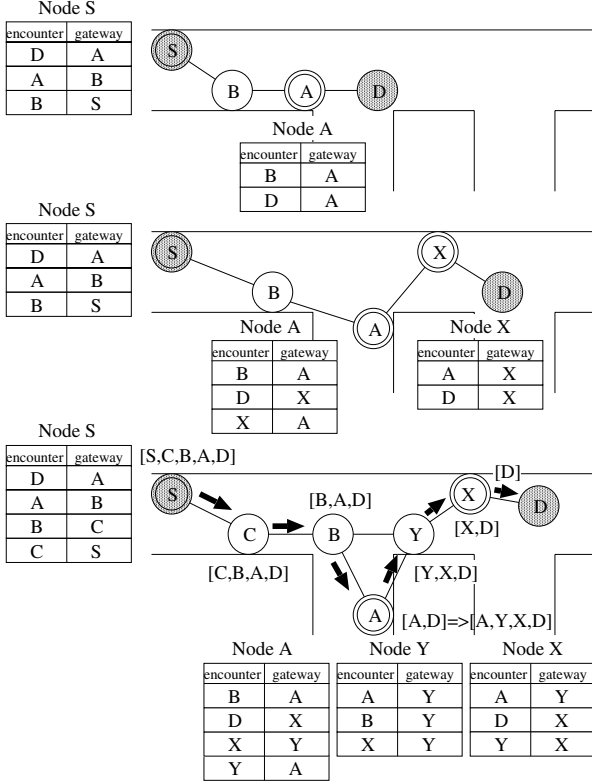 Node S
encounter gateway
D A
A B
B S
S
B
A
D
Node A
encounter gateway
B A
D A
Node S
encounter gateway
D A
A B
B S
S
B
A
X
D
Node A
encounter gateway
B A
D X
X A
Node X
encounter gateway
A X
D X
Node S
encounter gateway
D A
A B
B C
C S
[S,C,B,A,D]
S
C
[C,B,A,D]
[B,A,D]
B
A
[A,D]=>[A,Y,X,D]
Y
[Y,X,D]
X
[X,D]
[D]
D
Node A
encounter gateway
B A
D X
X Y
Y A
Node Y
encounter gateway
A Y
B Y
X Y
Node X
encounter gateway
A Y
D X
Y X